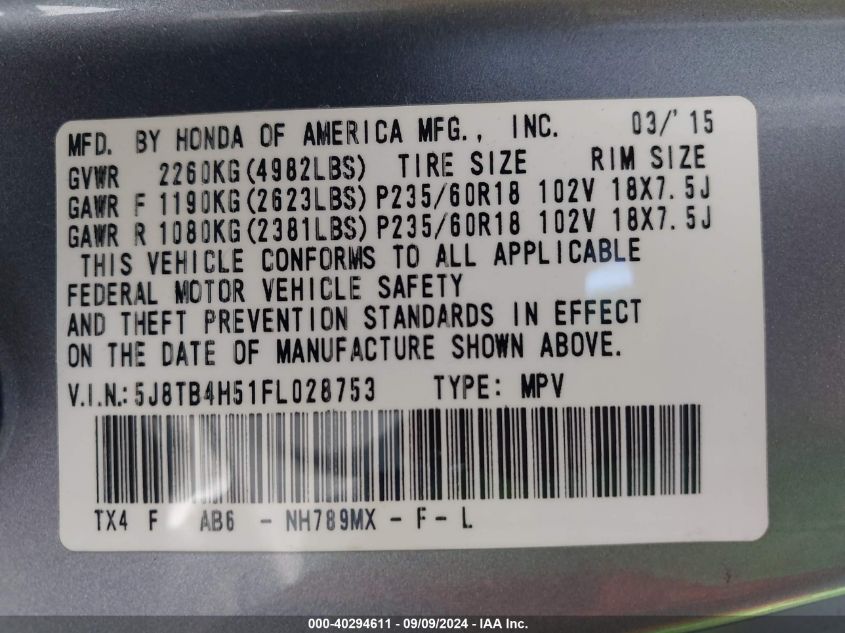 MFD. BY HONDA OF AMERICA MFG., INC. 03/'15
GVWR 2260KG(4982LBS) TIRE SIZE RIM SIZE
GAWR F 1190KG(2623LBS) P235/60R18 102V 18X7.5J
GAWR R 1080KG(2381LBS) P235/60R18 102V 18X7.5J
THIS VEHICLE CONFORMS TO ALL APPLICABLE
FEDERAL MOTOR VEHICLE SAFETY
AND THEFT PREVENTION STANDARDS IN EFFECT
ON THE DATE OF MANUFACTURE SHOWN ABOVE.
V.I.N.: 5J8TB4H51FL028753 TYPE: MPV
TX4 F AB6 - NH789MX - F - L
000-40294611 - 09/09/2024 - IAA Inc.